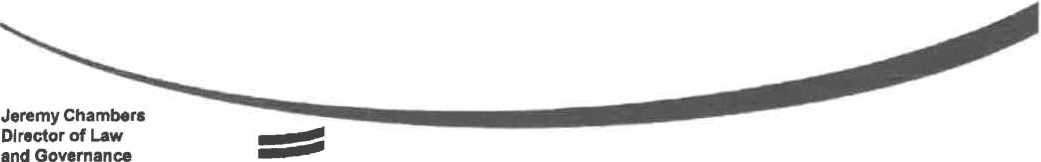 Jeremy Chambers
Director of Law
and Governance